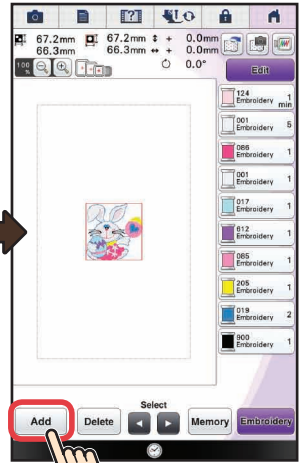 67.2mm 67.2mm + 0.0mm
66.3mm 66.3mm + 0.0mm
100 % 0.0°
Edit
124 Embroidery 1 min
001 Embroidery 5
086 Embroidery 1
001 Embroidery 1
017 Embroidery 1
612 Embroidery 1
085 Embroidery 1
205 Embroidery 1
019 Embroidery 2
900 Embroidery 1
Select
Add Delete Memory Embroidery